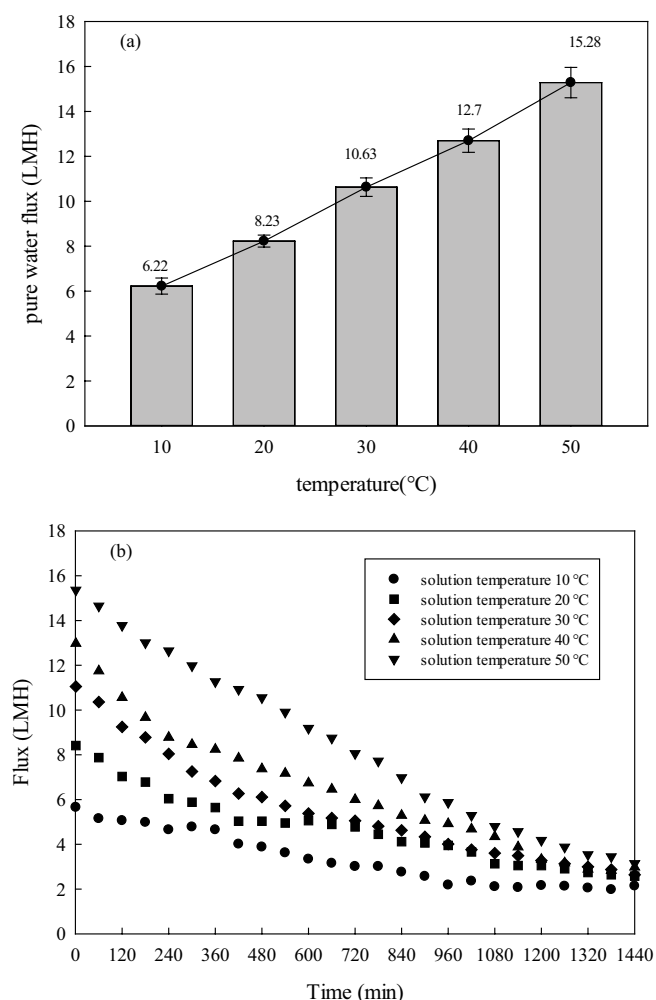 (a)
18
16
14
12
10
8
6
4
2
0
pure water flux (LMH)
6.22
8.23
10.63
12.7
15.28
10 20 30 40 50
temperature(°C)
(b)
18
16
14
12
10
8
6
4
2
0
Flux (LMH)
solution temperature 10 °C
solution temperature 20 °C
solution temperature 30 °C
solution temperature 40 °C
solution temperature 50 °C
0 120 240 360 480 600 720 840 960 1080 1200 1320 1440
Time (min)